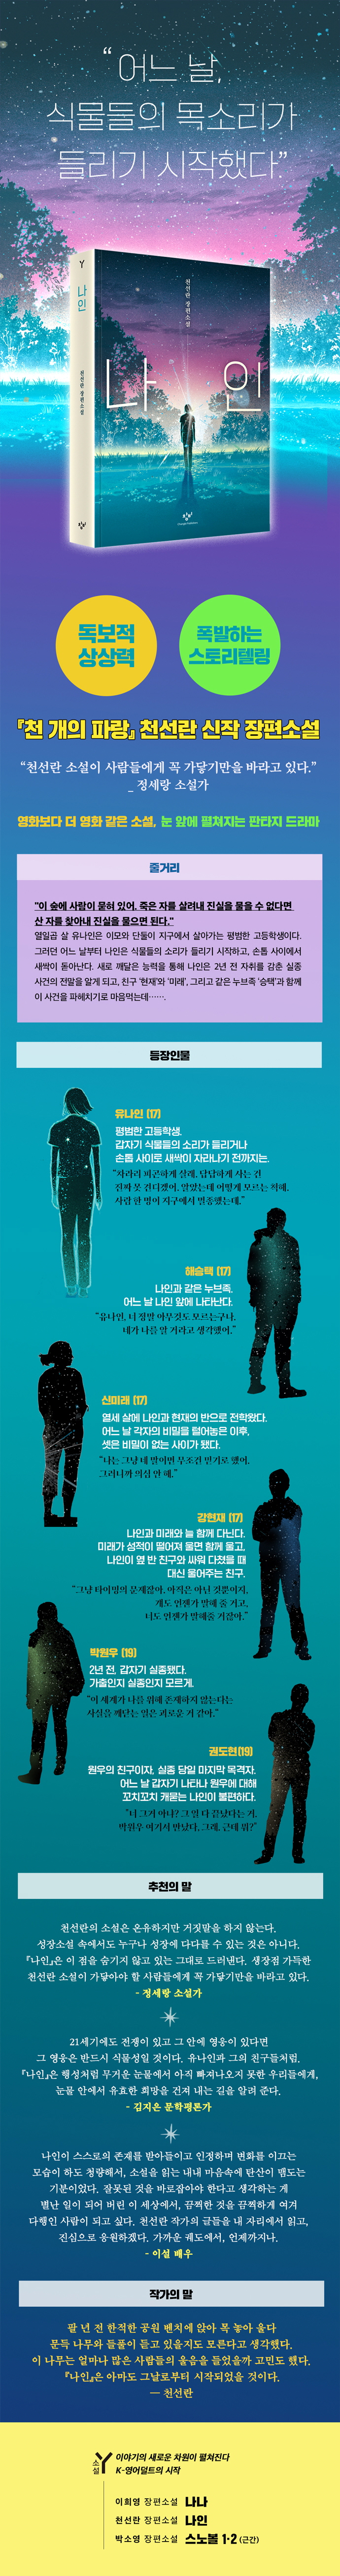 “어느 날,
식물들의 목소리가
들리기 시작했다.”
나인
천선란 장편소설
천선란 장편소설
나 인
독보적
상상력
폭발하는
스토리텔링
『천 개의 파랑』 천선란 신작 장편소설
“천선란 소설이 사람들에게 꼭 가닿기만을 바라고 있다.”
_ 정세랑 소설가
영화보다 더 영화 같은 소설, 눈 앞에 펼쳐지는 판타지 드라마
줄거리
"이 숲에 사람이 묻혀 있어. 죽은 자를 살려내 진실을 물을 수 없다면
산 자를 찾아내 진실을 물으면 된다."
열일곱 살 유나인은 이모와 단둘이 지구에서 살아가는 평범한 고등학생이다.
그러던 어느 날부터 나인은 식물들의 소리가 들리기 시작하고, 손톱 사이에서
새싹이 돋아난다. 새로 깨달은 능력을 통해 나인은 2년 전 자취를 감춘 실종
사건의 전말을 알게 되고, 친구 '현재'와 '미래', 그리고 같은 누브족 '승택'과 함께
이 사건을 파헤치기로 마음먹는데…….
등장인물
유나인 (17)
평범한 고등학생.
갑자기 식물들의 소리가 들리거나
손톱 사이로 새싹이 자라나기 전까지는.
“차라리 피곤하게 살래. 답답하게 사는 건
진짜 못 견디겠어. 알았는데 어떻게 모르는 척해.
사람 한 명이 지구에서 멸종했는데.”
해승택 (17)
나인과 같은 누브족.
어느 날 나인 앞에 나타난다.
“유나인, 너 정말 아무것도 모르는구나.
네가 나를 알 거라고 생각했어.”
신미래 (17)
열세 살에 나인과 현재의 반으로 전학왔다.
어느 날 각자의 비밀을 털어놓은 이후,
셋은 비밀이 없는 사이가 됐다.
“나는 그냥 네 말이면 무조건 믿기로 했어.
그러니까 의심 안 해.”
강현재 (17)
나인과 미래와 늘 함께 다닌다.
미래가 성적이 떨어져 울면 함께 울고,
나인이 옆 반 친구와 싸워 다쳤을 때
대신 울어주는 친구.
“그냥 타이밍의 문제잖아. 아직은 아닌 것뿐이지,
걔도 언젠가 말해 줄 거고,
너도 언젠가 말해줄 거잖아.”
박원우 (19)
2년 전, 갑자기 실종됐다.
가출인지 실종인지 모르게.
“이 세계가 나를 위해 존재하지 않는다는
사실을 깨닫는 일은 괴로운 거 같아.”
권도현(19)
원우의 친구이자, 실종 당일 마지막 목격자.
어느 날 갑자기 나타나 원우에 대해
꼬치꼬치 캐묻는 나인이 불편하다.
“너 그거 아냐? 그 일 다 끝났다는 거.
박원우 여기서 만났다, 그래. 근데 뭐?”
추천의 말
천선란의 소설은 온유하지만 거짓말을 하지 않는다.
성장소설 속에서도 누구나 성장에 다다를 수 있는 것은 아니다.
『나인』은 이 점을 숨기지 않고 있는 그대로 드러낸다. 생장점 가득한
천선란 소설이 가닿아야 할 사람들에게 꼭 가닿기만을 바라고 있다.
- 정세랑 소설가
21세기에도 전쟁이 있고 그 안에 영웅이 있다면
그 영웅은 반드시 식물성일 것이다. 유나인과 그의 친구들처럼.
『나인』은 행성처럼 무거운 눈물에서 아직 빠져나오지 못한 우리들에게,
눈물 안에서 유효한 희망을 건져 내는 길을 알려 준다.
- 김지은 문학평론가
나인이 스스로의 존재를 받아들이고 인정하며 변화를 이끄는
모습이 하도 청량해서, 소설을 읽는 내내 마음속에 탄산이 맴도는
기분이었다. 잘못된 것을 바로잡아야 한다고 생각하는 게
별난 일이 되어 버린 이 세상에서, 끔찍한 것을 끔찍하게 여겨
다행인 사람이 되고 싶다. 천선란 작가의 글들을 내 자리에서 읽고,
진심으로 응원하겠다. 가까운 궤도에서, 언제까지나.
- 이설 배우
작가의 말
팔 년 전 한적한 공원 벤치에 앉아 목 놓아 울다
문득 나무와 들풀이 듣고 있을지도 모른다고 생각했다.
이 나무는 얼마나 많은 사람들의 울음을 들었을까 고민도 했다.
『나인』은 아마도 그날로부터 시작되었을 것이다.
― 천선란
소설Y
이야기의 새로운 차원이 펼쳐진다
K-영어덜트의 시작
이희영 장편소설 나나
천선란 장편소설 나인
박소영 장편소설 스노볼 1·2 (근간)